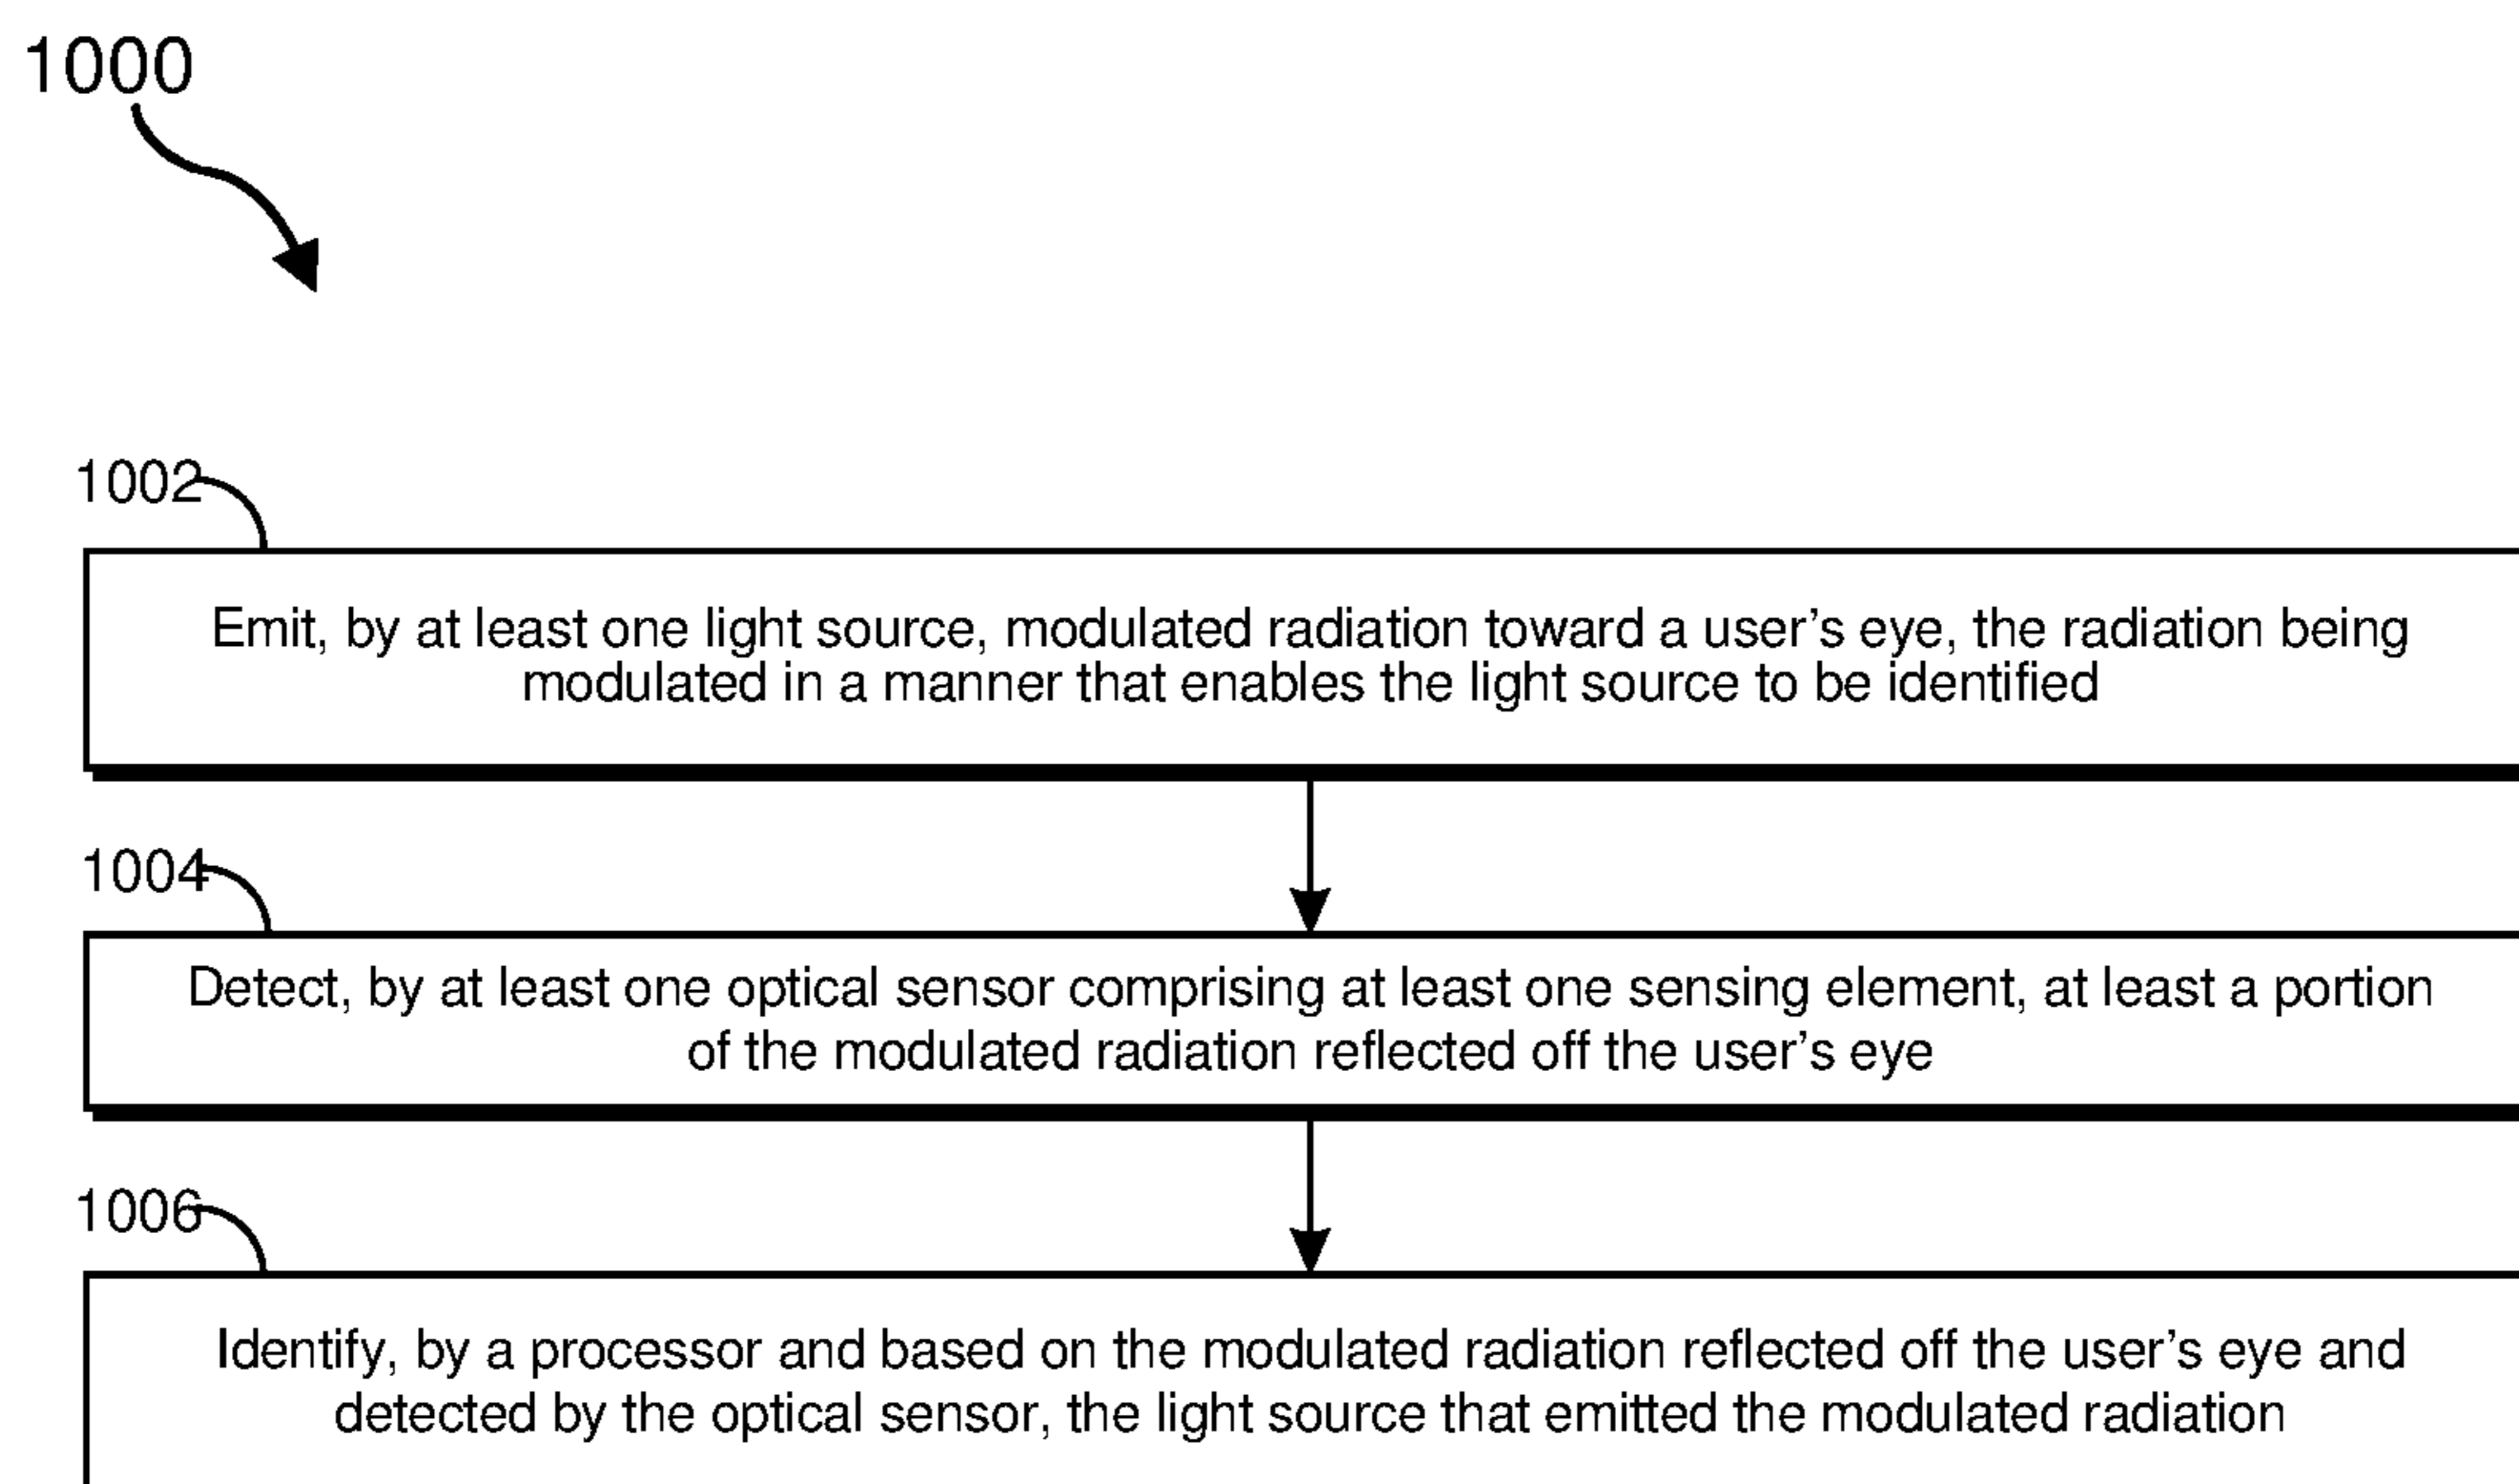 1000
1002
Emit, by at least one light source, modulated radiation toward a user's eye, the radiation being
modulated in a manner that enables the light source to be identified
1004
Detect, by at least one optical sensor comprising at least one sensing element, at least a portion
of the modulated radiation reflected off the user's eye
1006
Identify, by a processor and based on the modulated radiation reflected off the user's eye and
detected by the optical sensor, the light source that emitted the modulated radiation